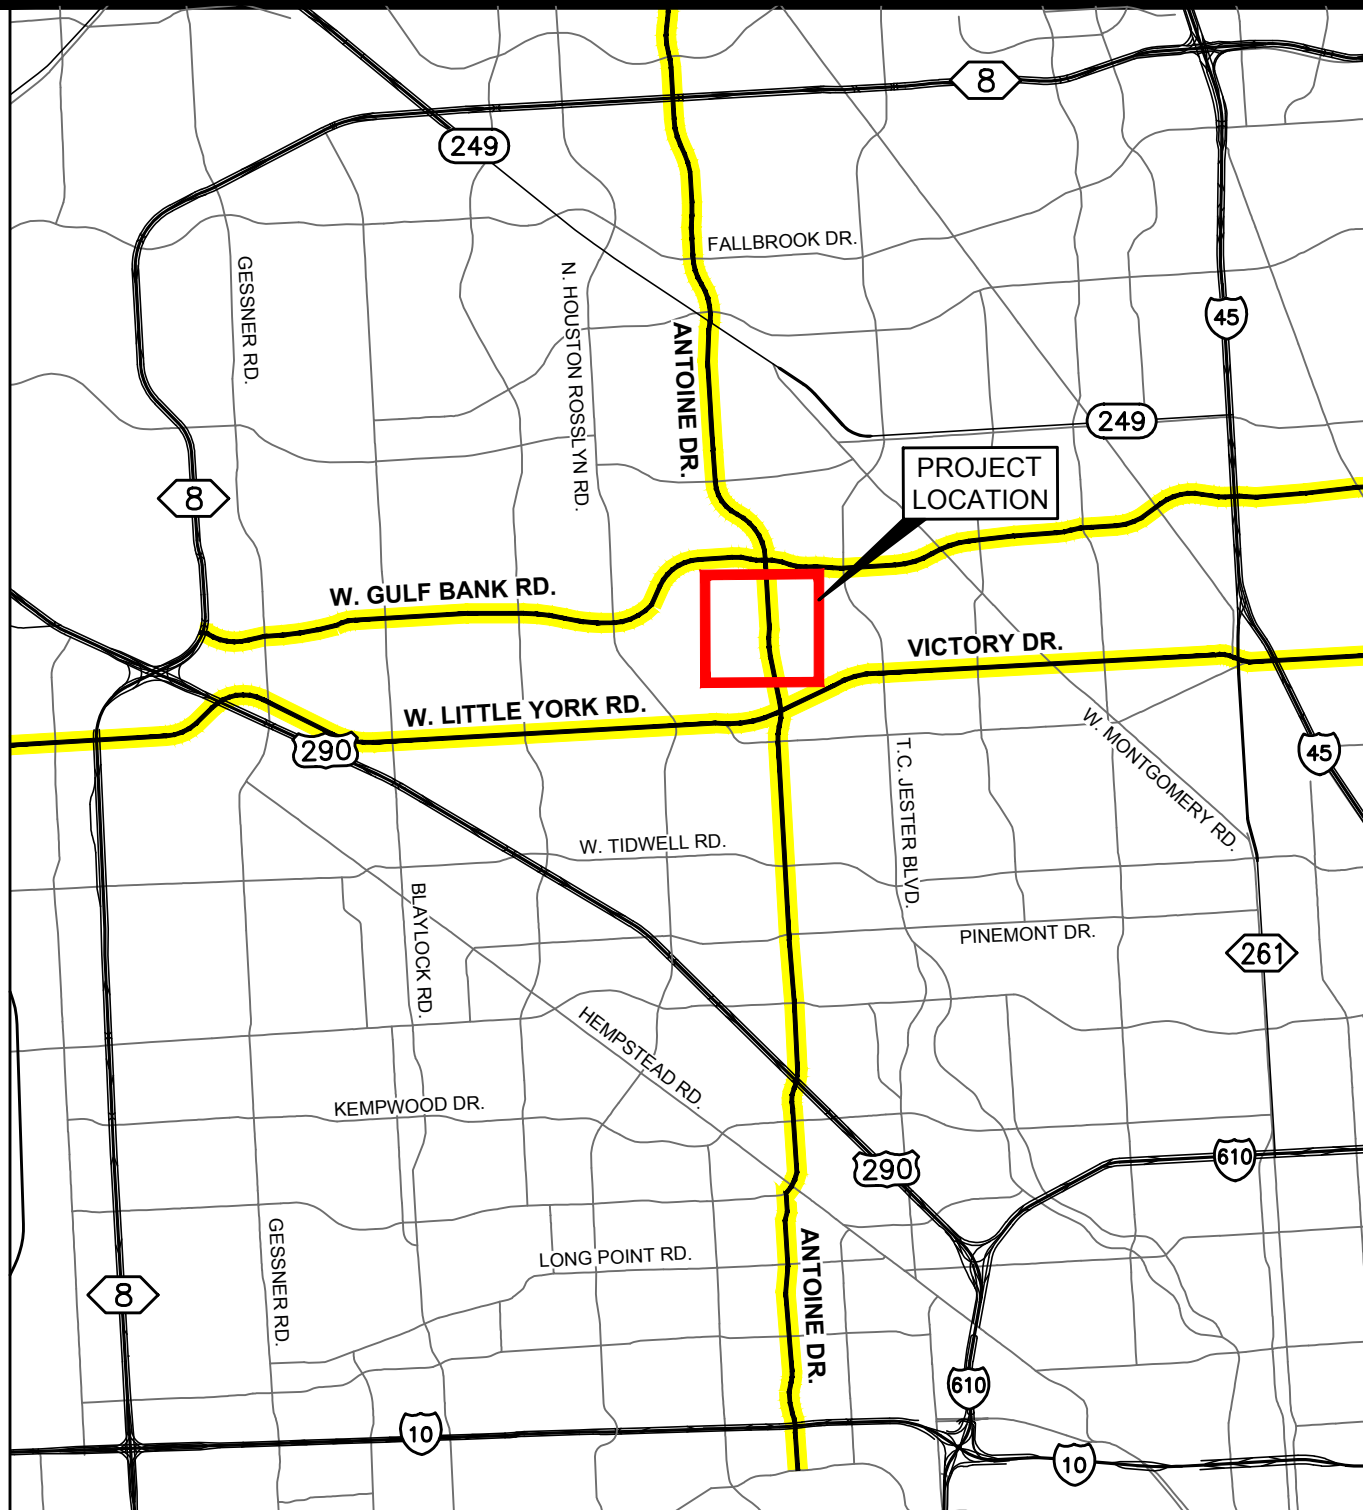 8
249
FALLBROOK DR.
GESSNER RD.
N. HOUSTON ROSSLYN RD.
ANTOINE DR.
45
249
PROJECT
LOCATION
8
W. GULF BANK RD.
VICTORY DR.
W. LITTLE YORK RD.
290
W. MONTGOMERY RD.
45
T.C. JESTER BLVD.
W. TIDWELL RD.
BLAYLOCK RD.
PINEMONT DR.
261
HEMPSTEAD RD.
KEMPWOOD DR.
290
610
GESSNER RD.
LONG POINT RD.
ANTOINE DR.
8
610
10
10